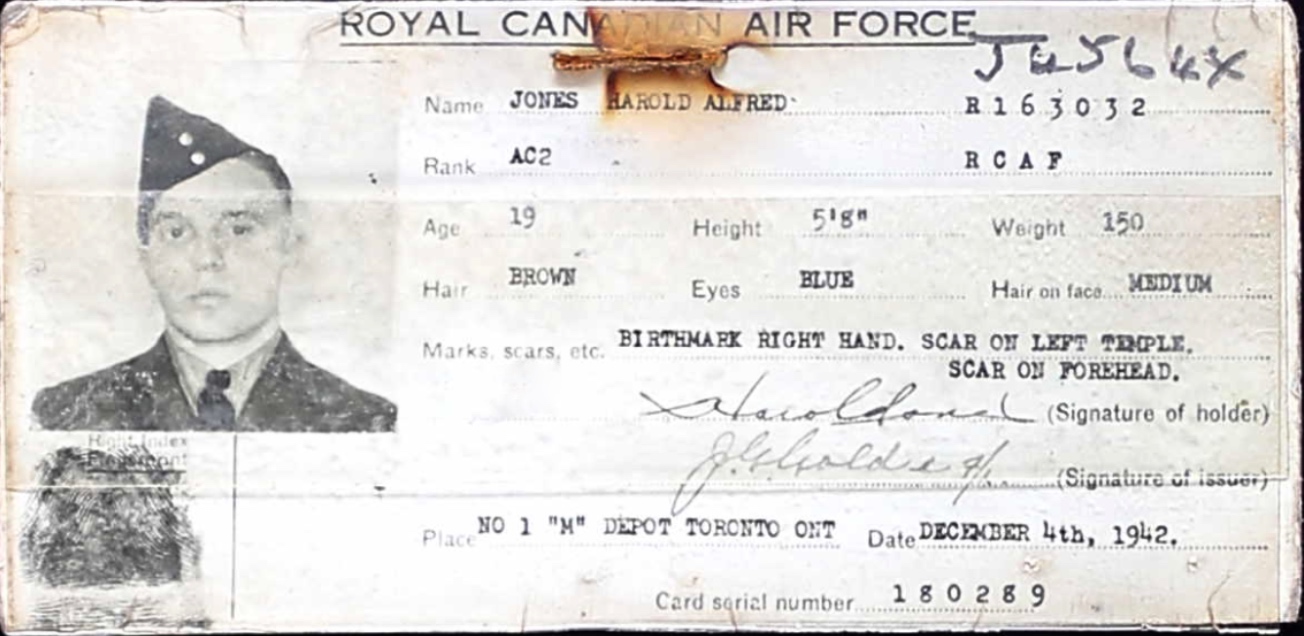 ROYAL CANADIAN AIR FORCE
J45644
Name JONES HAROLD ALFRED R163032
Rank AC2 RCAF
Age 19 Height 5'8" Weight 150
Hair BROWN Eyes BLUE Hair on face MEDIUM
Marks, scars, etc. BIRTHMARK RIGHT HAND. SCAR ON LEFT TEMPLE.
SCAR ON FOREHEAD.
(Signature of holder)
Right Index
Fingerprint
(Signature of issuer)
Place NO 1 "M" DEPOT TORONTO ONT Date DECEMBER 4th, 1942.
Card serial number 180289